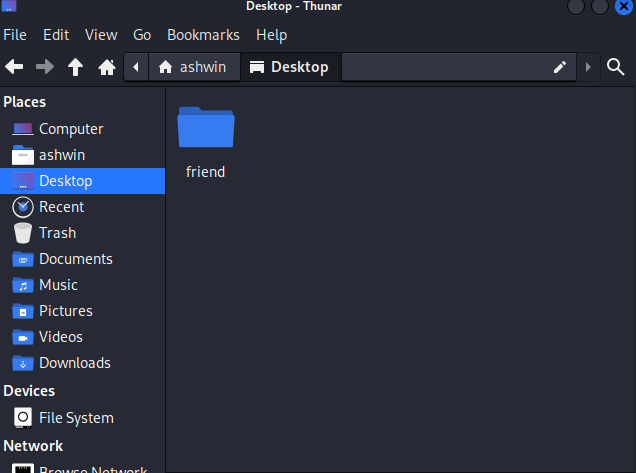 Desktop - Thunar
File Edit View Go Bookmarks Help
ashwin Desktop
Places
Computer
ashwin
Desktop
Recent
Trash
Documents
Music
Pictures
Videos
Downloads
Devices
File System
Network
Browse Network
friend